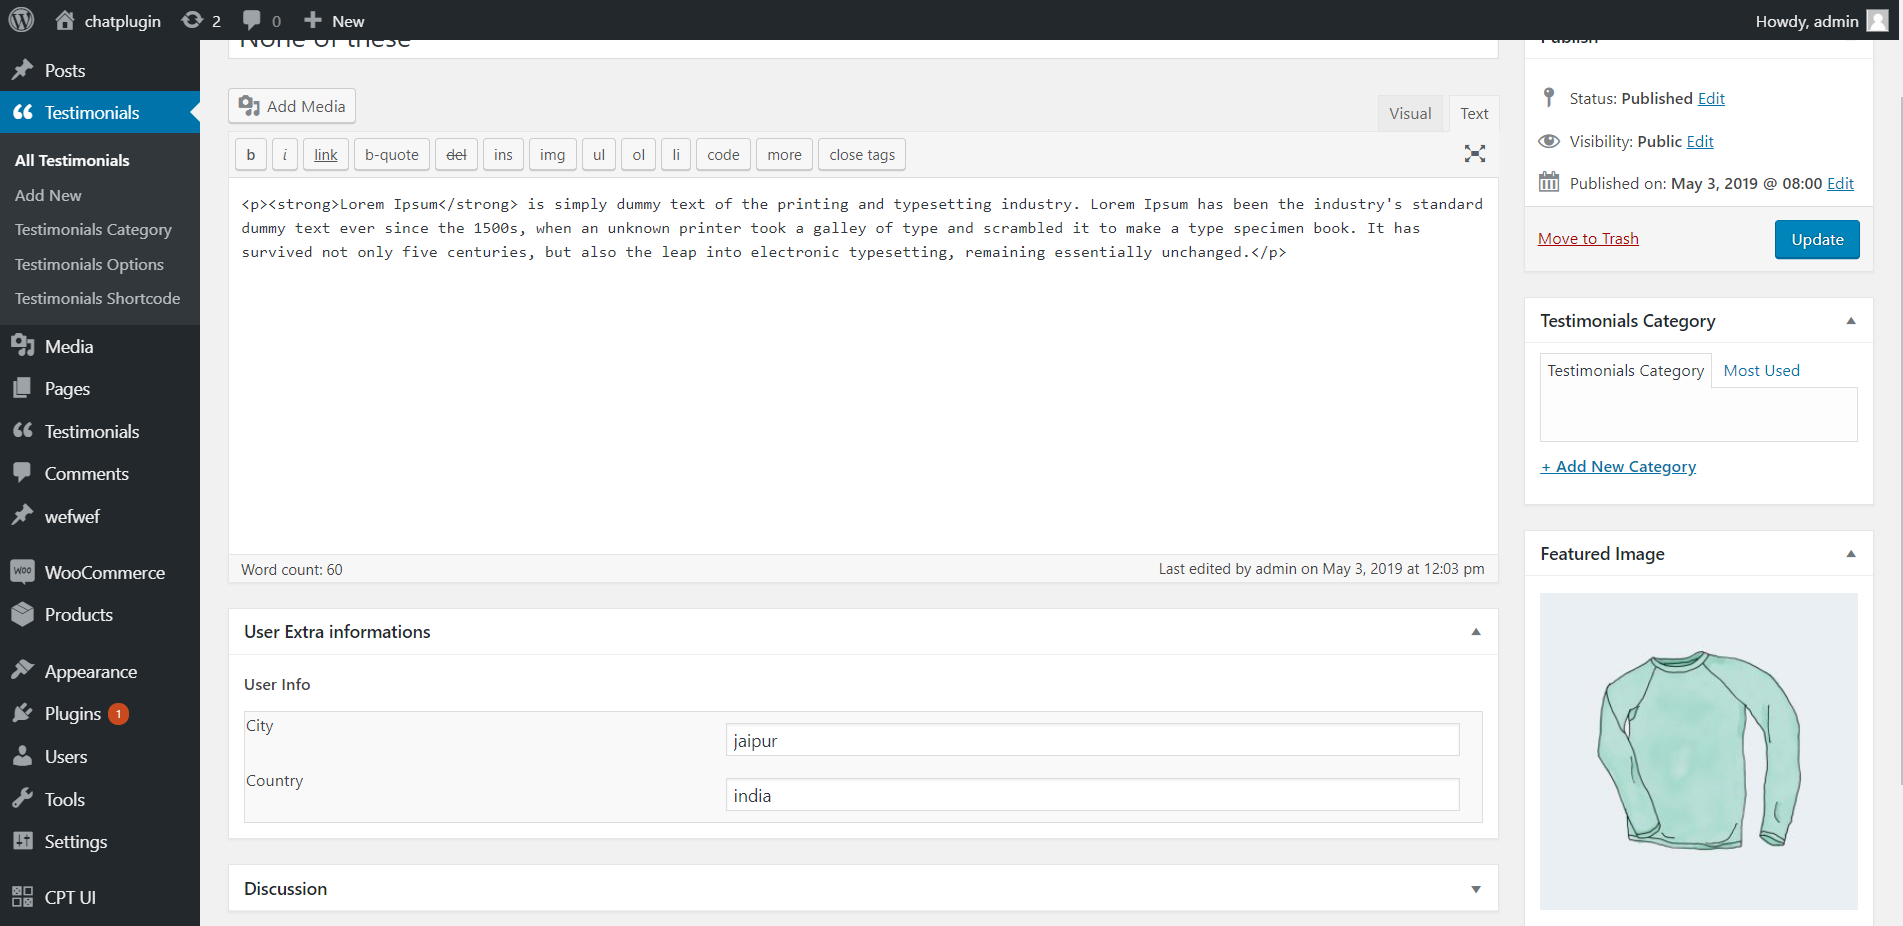 chatplugin 2 0 New Howdy, admin
Posts
Testimonials
All Testimonials
Add New
Testimonials Category
Testimonials Options
Testimonials Shortcode
Media
Pages
Testimonials
Comments
wefwef
WOO WooCommerce
Products
Appearance
Plugins 1
Users
Tools
Settings
CPT UI
None of these
Add Media
Visual Text
b i link b-quote del ins img ul ol li code more close tags
<p><strong>Lorem Ipsum</strong> is simply dummy text of the printing and typesetting industry. Lorem Ipsum has been the industry's standard
dummy text ever since the 1500s, when an unknown printer took a galley of type and scrambled it to make a type specimen book. It has
survived not only five centuries, but also the leap into electronic typesetting, remaining essentially unchanged.</p>
Word count: 60 Last edited by admin on May 3, 2019 at 12:03 pm
User Extra informations
User Info
City jaipur
Country india
Discussion
Publish
Status: Published Edit
Visibility: Public Edit
Published on: May 3, 2019 @ 08:00 Edit
Move to Trash Update
Testimonials Category
Testimonials Category Most Used
+ Add New Category
Featured Image